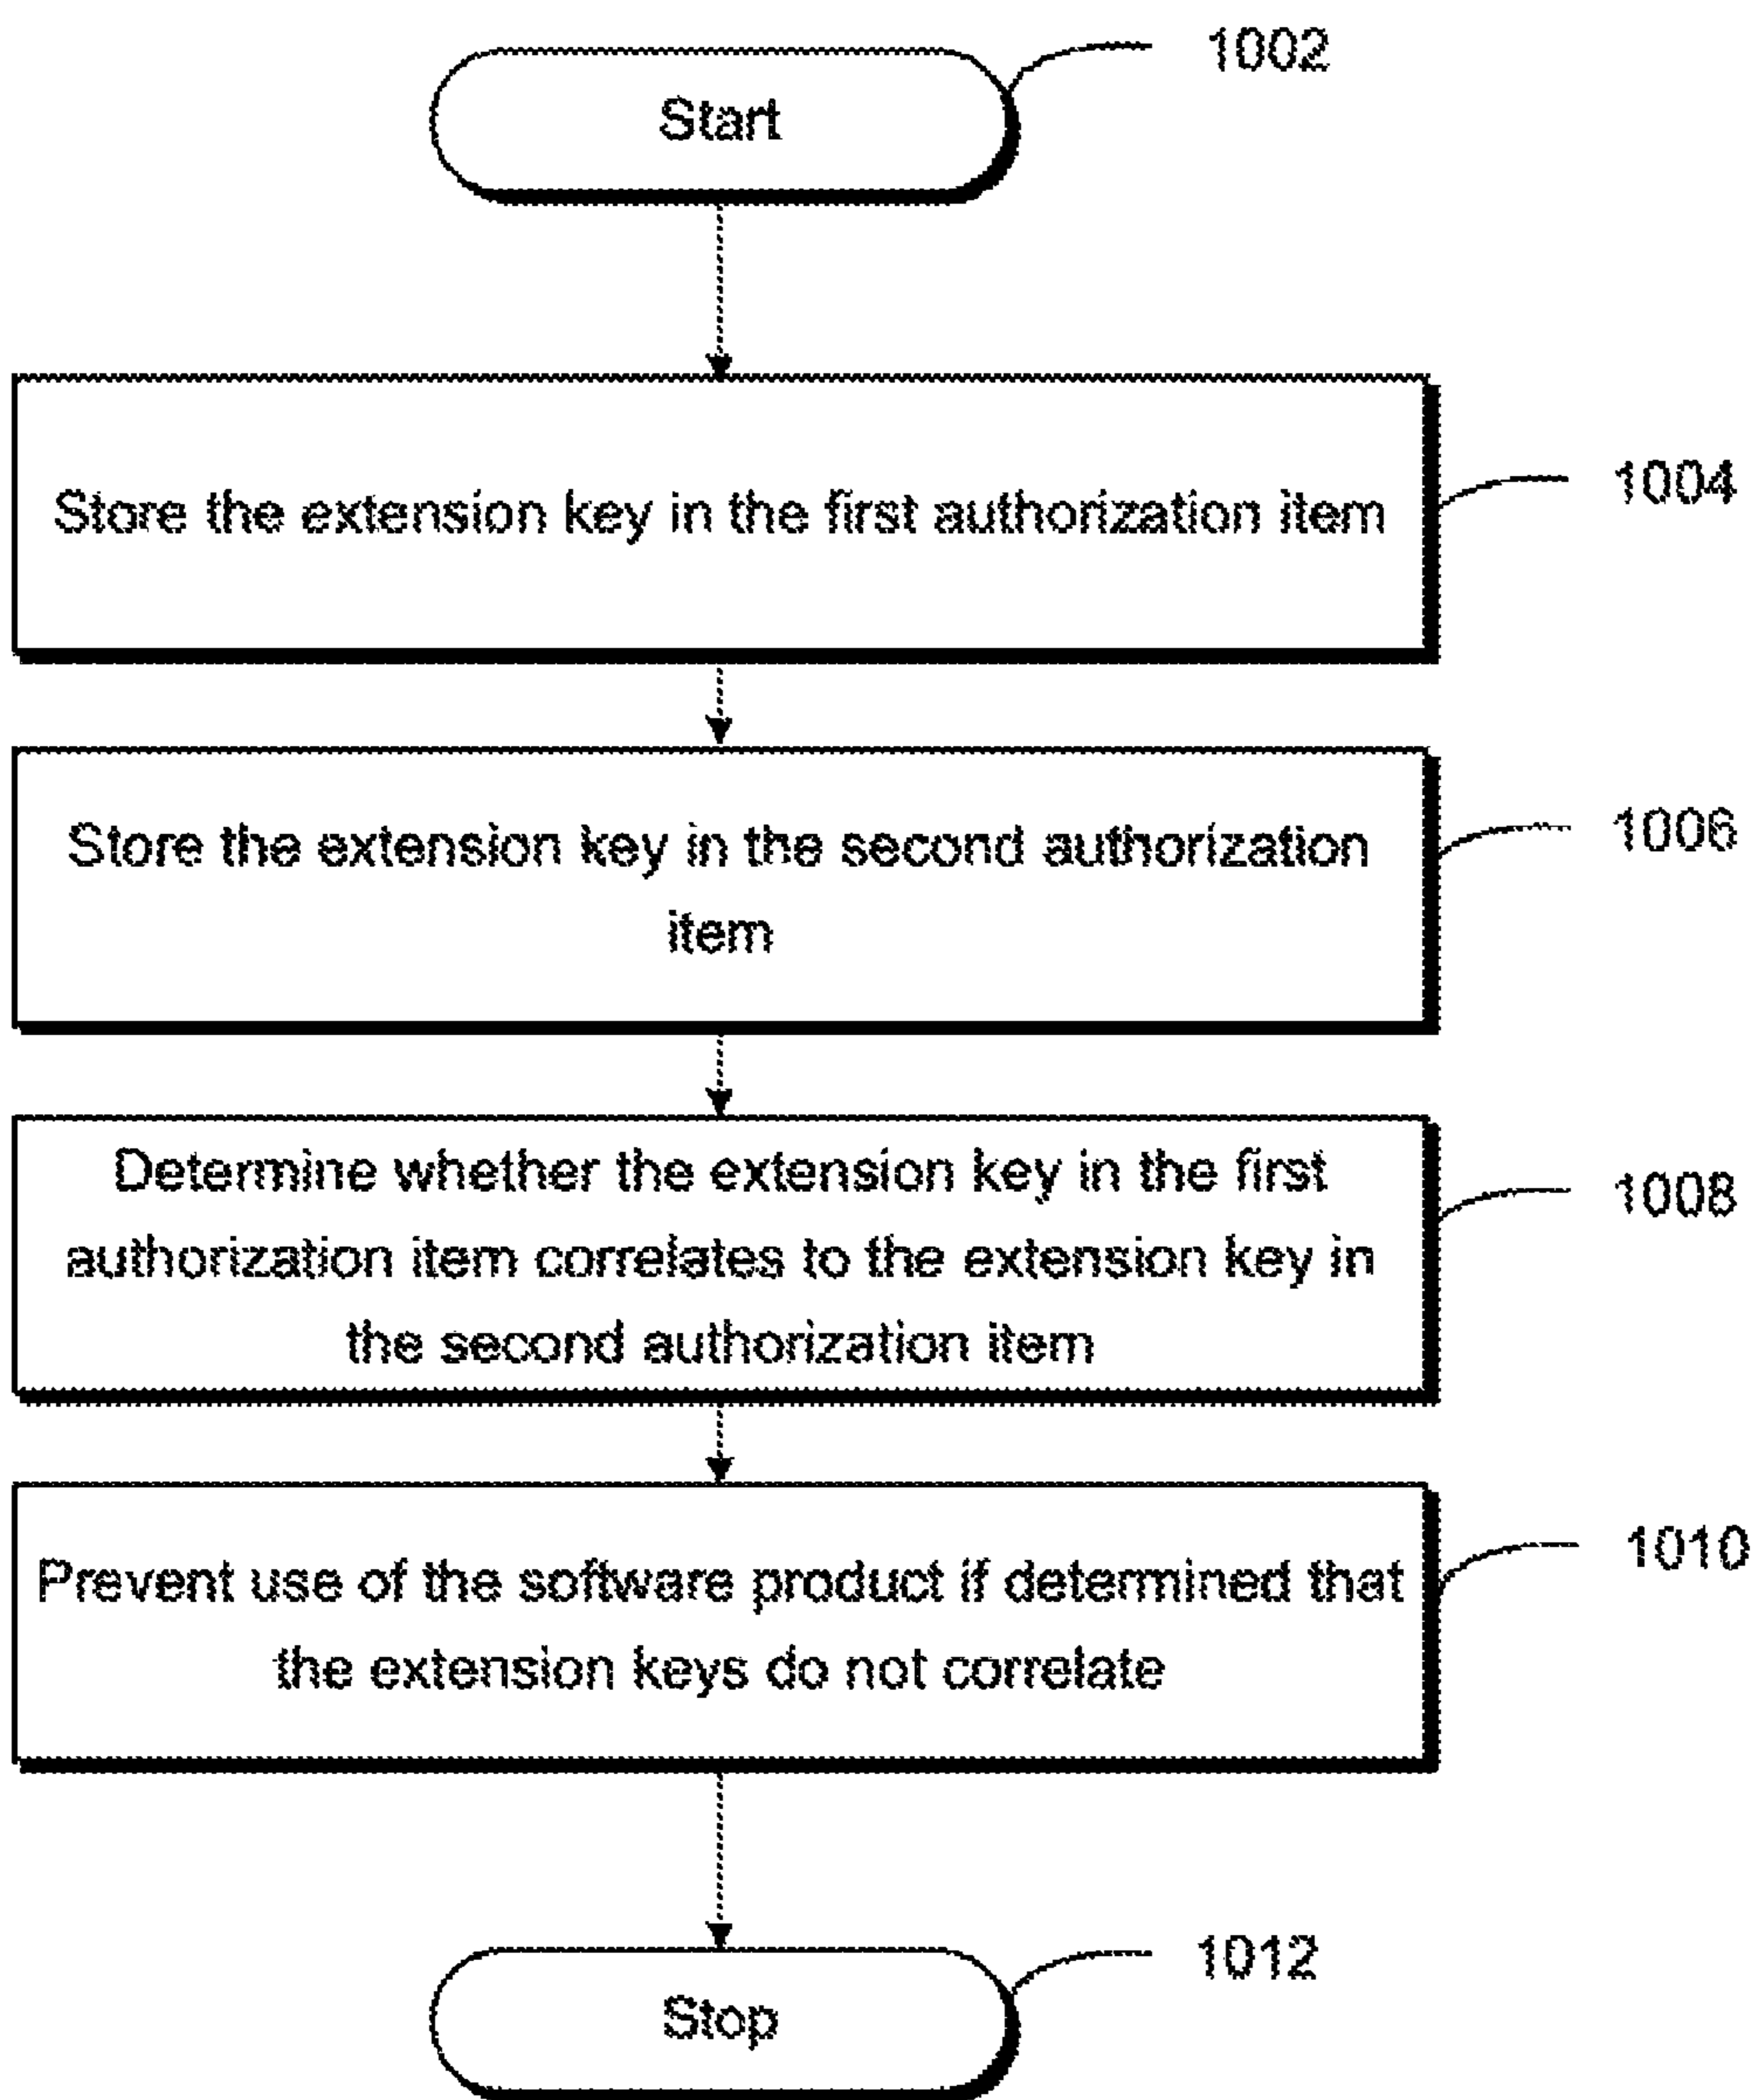 1002
Start
1004
Store the extension key in the first authorization item
1006
Store the extension key in the second authorization
item
1008
Determine whether the extension key in the first
authorization item correlates to the extension key in
the second authorization item
1010
Prevent use of the software product if determined that
the extension keys do not correlate
1012
Stop